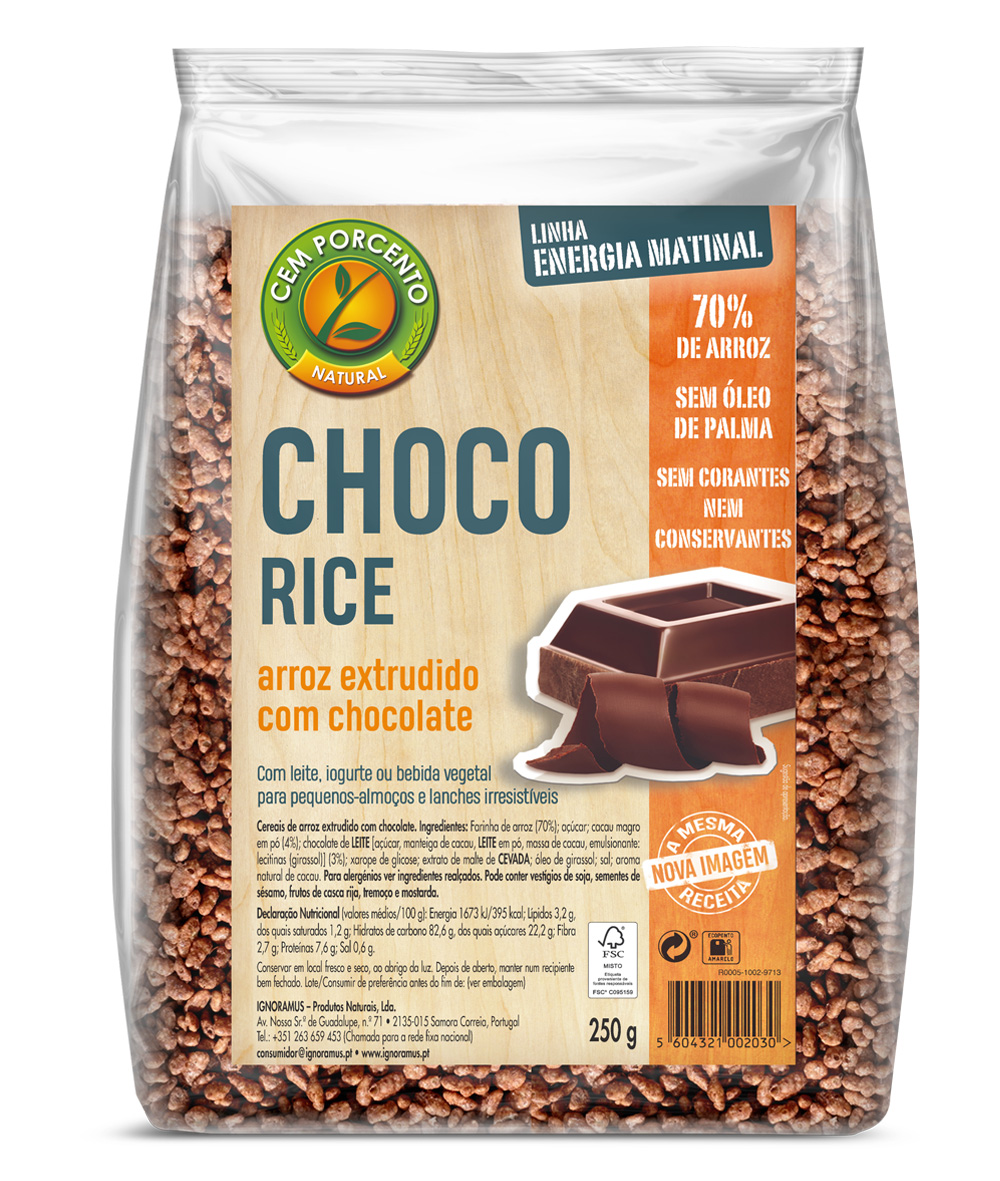 CEM PORCENTO
NATURAL
LINHA
ENERGIA MATINAL
70%
DE ARROZ
SEM ÓLEO
DE PALMA
SEM CORANTES
NEM
CONSERVANTES
CHOCO
RICE
arroz extrudido
com chocolate
Com leite, iogurte ou bebida vegetal
para pequenos-almoços e lanches irresistíveis
Cereais de arroz extrudido com chocolate. Ingredientes: Farinha de arroz (70%); açúcar; cacau magro
em pó (4%); chocolate de LEITE [açúcar, manteiga de cacau, LEITE em pó, massa de cacau, emulsionante:
lecitinas (girassol)] (3%); xarope de glicose; extrato de malte de CEVADA; óleo de girassol; sal; aroma
natural de cacau. Para alergénios ver ingredientes realçados. Pode conter vestígios de soja, sementes de
sésamo, frutos de casca rija, tremoço e mostarda.
Declaração Nutricional (valores médios/100 g): Energia 1673 kJ/395 kcal; Lípidos 3,2 g,
dos quais saturados 1,2 g; Hidratos de carbono 82,6 g, dos quais açúcares 22,2 g; Fibra
2,7 g; Proteínas 7,6 g; Sal 0,6 g.
Conservar em local fresco e seco, ao abrigo da luz. Depois de aberto, manter num recipiente
bem fechado. Lote/Consumir de preferência antes do fim de: (ver embalagem)
IGNORAMUS – Produtos Naturais, Lda.
Av. Nossa Sr.ª de Guadalupe, n.º 71 • 2135-015 Samora Correia, Portugal
Tel.: +351 263 659 453 (Chamada para a rede fixa nacional)
consumidor@ignoramus.pt • www.ignoramus.pt
FSC
MISTO
Etiqueta
proveniente de
fontes responsáveis
FSC® C095159
250 g
Sugestão de apresentação
A MESMA
NOVA IMAGÊM
RECEITA
®
ECOPONTO
AMARELO
R0005-1002-9713
5 604321 002030 >